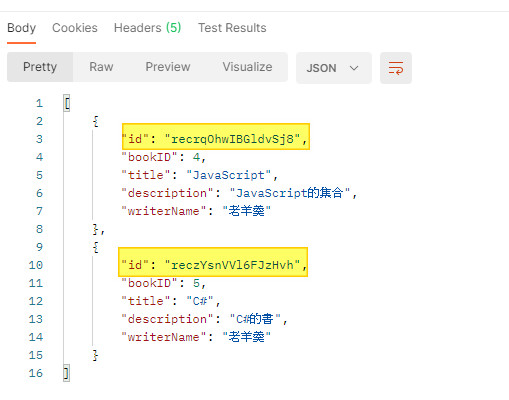 Body Cookies Headers (5) Test Results
Pretty Raw Preview Visualize JSON
1 [
2 {
3 "id": "recrqOhwIBGldvSj8",
4 "bookID": 4,
5 "title": "JavaScript",
6 "description": "JavaScript的集合",
7 "writerName": "老羊羹"
8 },
9 {
10 "id": "reczYsnVVl6FJzHvh",
11 "bookID": 5,
12 "title": "C#",
13 "description": "C#的書",
14 "writerName": "老羊羹"
15 }
16 ]